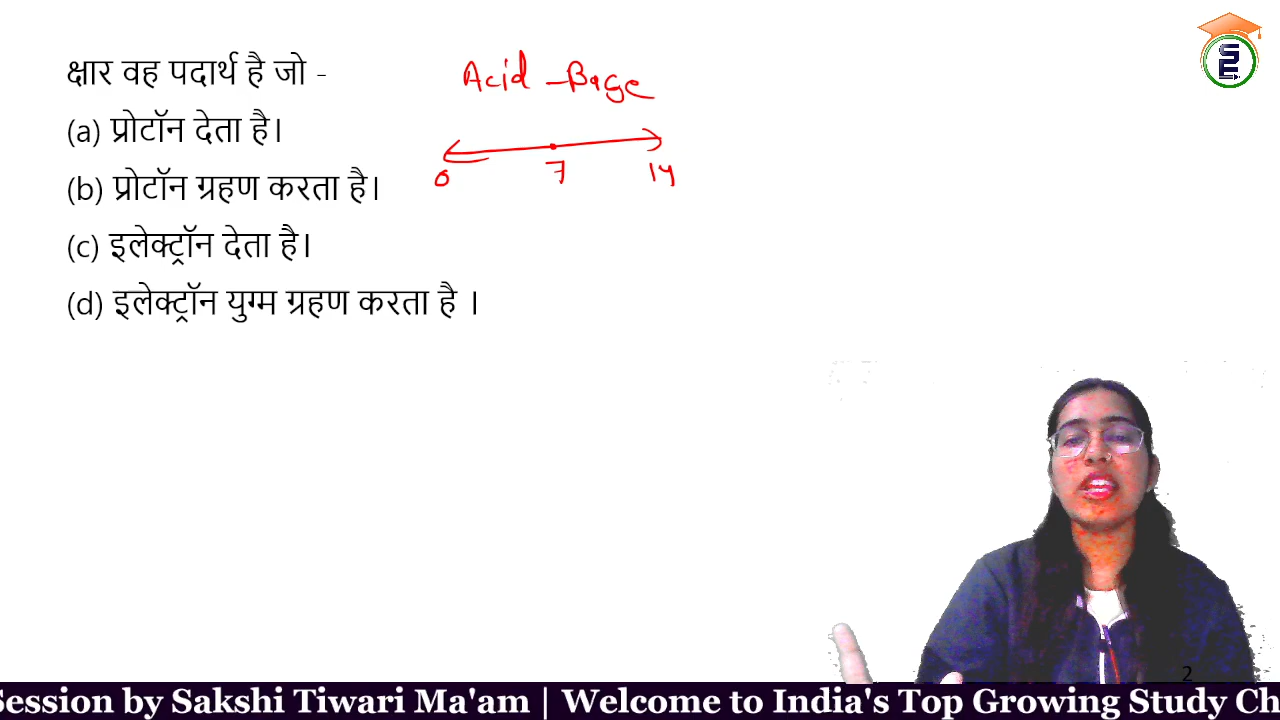 क्षार वह पदार्थ है जो -
(a) प्रोटॉन देता है।
(b) प्रोटॉन ग्रहण करता है।
(c) इलेक्ट्रॉन देता है।
(d) इलेक्ट्रॉन युग्म ग्रहण करता है ।
Acid - Base
0 7 14
2
Session by Sakshi Tiwari Ma'am | Welcome to India's Top Growing Study Ch